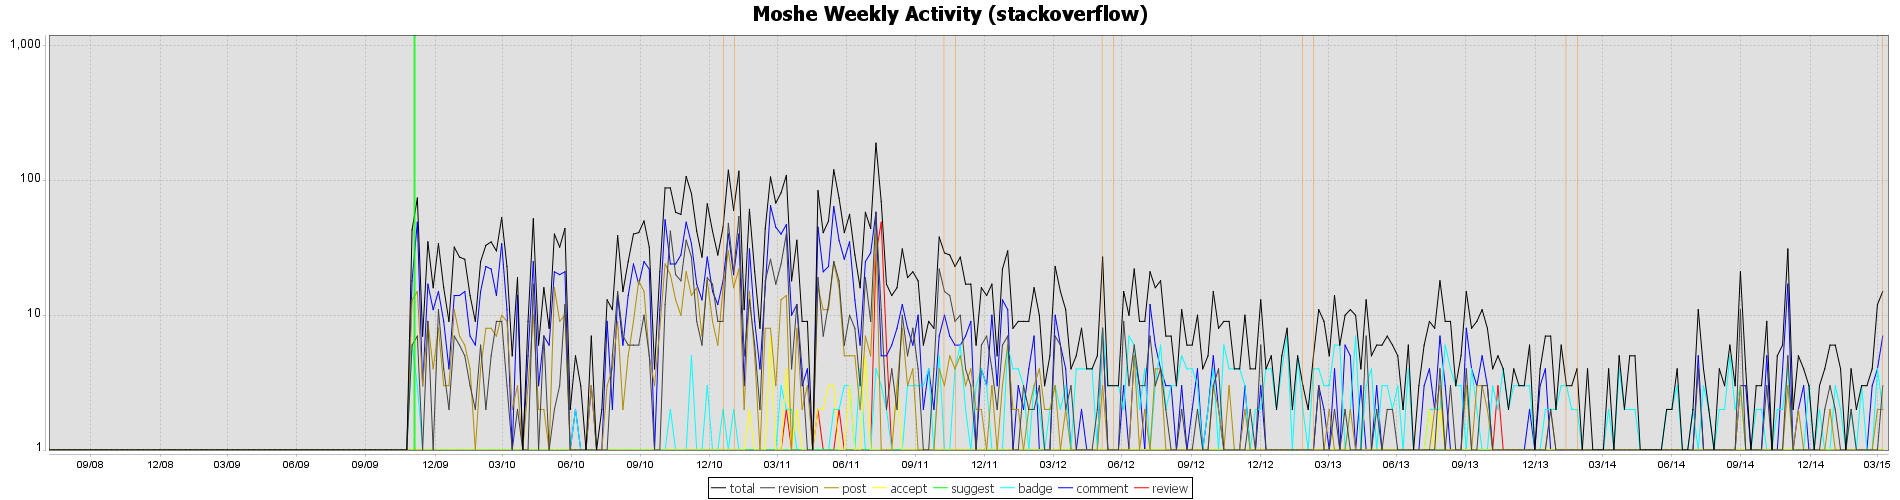 Moshe Weekly Activity (stackoverflow)
1,000
100
10
1
09/08 12/08 03/09 06/09 09/09 12/09 03/10 06/10 09/10 12/10 03/11 06/11 09/11 12/11 03/12 06/12 09/12 12/12 03/13 06/13 09/13 12/13 03/14 06/14 09/14 12/14 03/15
total revision post accept suggest badge comment review